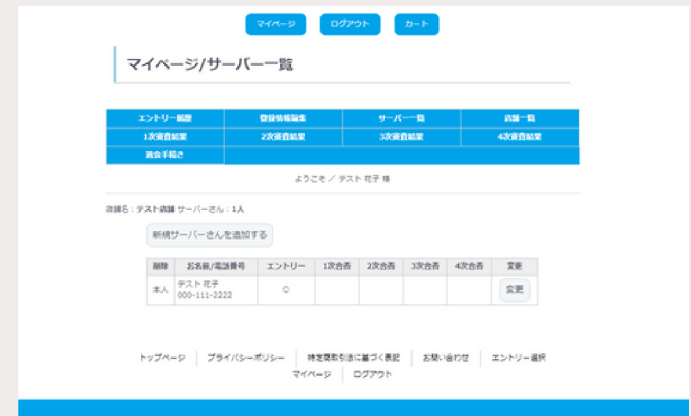 マイページ ログアウト カート
マイページ/サーバー一覧
エントリー履歴 登録情報編集 サーバー一覧 店舗一覧
1次審査結果 2次審査結果 3次審査結果 4次審査結果
退会手続き
ようこそ ／ テスト 花子 様
店舗名：テスト店舗 サーバーさん：1人
新規サーバーさんを追加する
削除 お名前/電話番号 エントリー 1次合否 2次合否 3次合否 4次合否 変更
本人 テスト 花子 ○ 変更
000-111-2222
トップページ プライバシーポリシー 特定商取引法に基づく表記 お問い合わせ エントリー選択
マイページ ログアウト